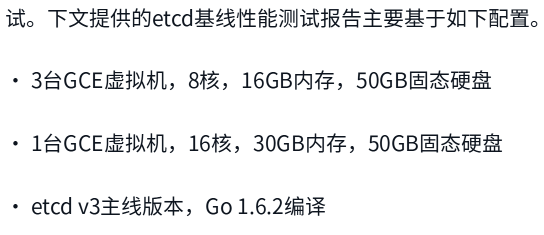 试。下文提供的etcd基线性能测试报告主要基于如下配置。
• 3台GCE虚拟机，8核，16GB内存，50GB固态硬盘
• 1台GCE虚拟机，16核，30GB内存，50GB固态硬盘
• etcd v3主线版本，Go 1.6.2编译